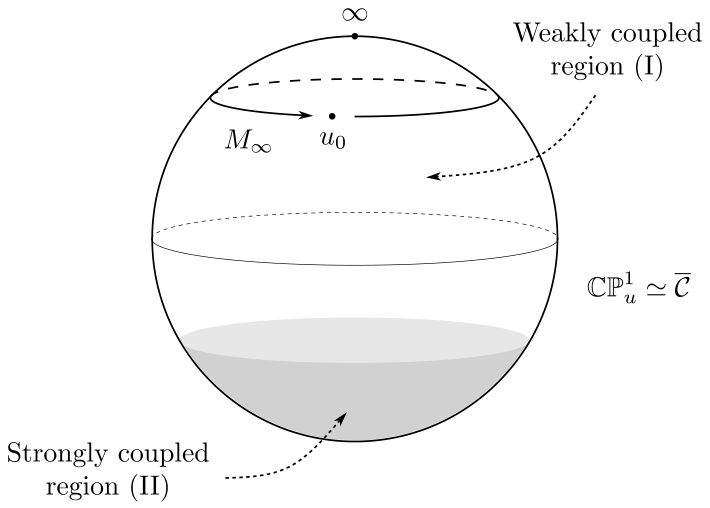 ∞
Weakly coupled
region (I)
M∞
u₀
ℂℙ¹ᵤ ≃ 𝒞̅
Strongly coupled
region (II)